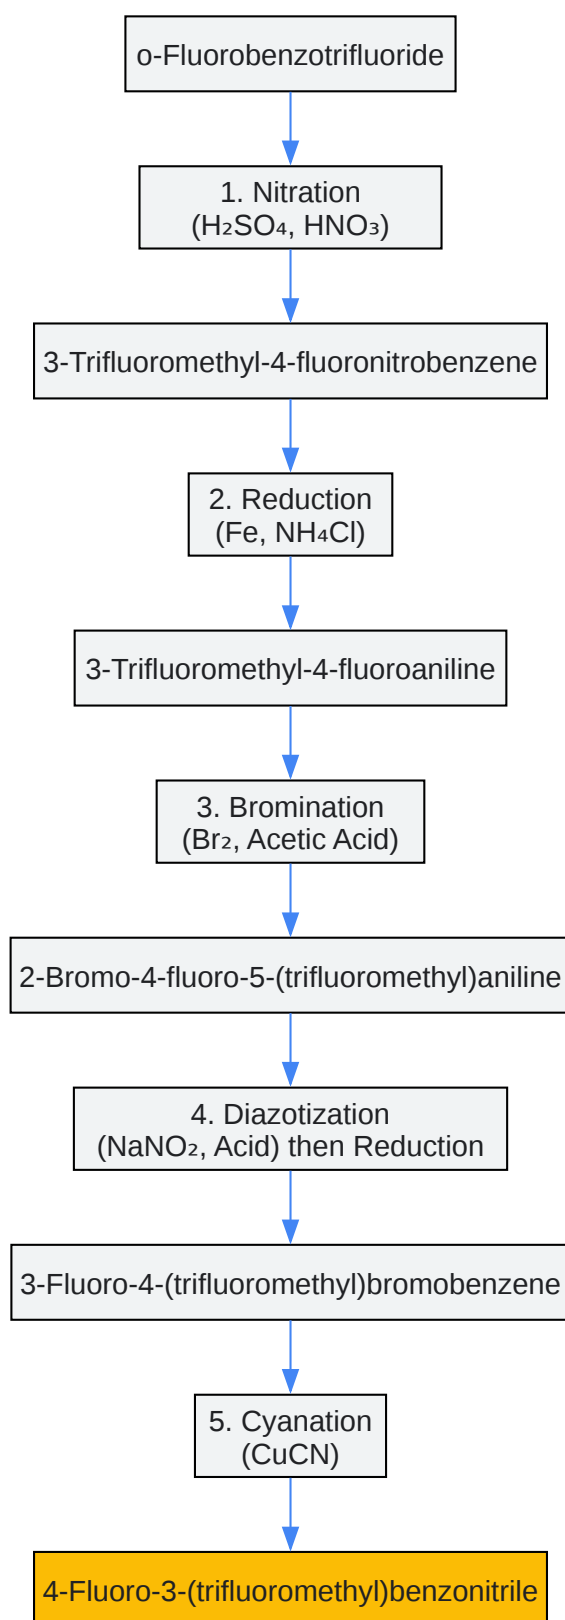 o-Fluorobenzotrifluoride
1. Nitration
(H₂SO₄, HNO₃)
3-Trifluoromethyl-4-fluoronitrobenzene
2. Reduction
(Fe, NH₄Cl)
3-Trifluoromethyl-4-fluoroaniline
3. Bromination
(Br₂, Acetic Acid)
2-Bromo-4-fluoro-5-(trifluoromethyl)aniline
4. Diazotization
(NaNO₂, Acid) then Reduction
3-Fluoro-4-(trifluoromethyl)bromobenzene
5. Cyanation
(CuCN)
4-Fluoro-3-(trifluoromethyl)benzonitrile